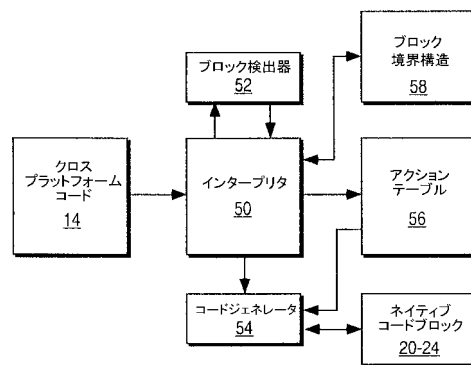 ブロック検出器
52
ブロック
境界構造
58
クロス
プラットフォーム
コード
14
インタープリタ
50
アクション
テーブル
56
コードジェネレータ
54
ネイティブ
コードブロック
20-24